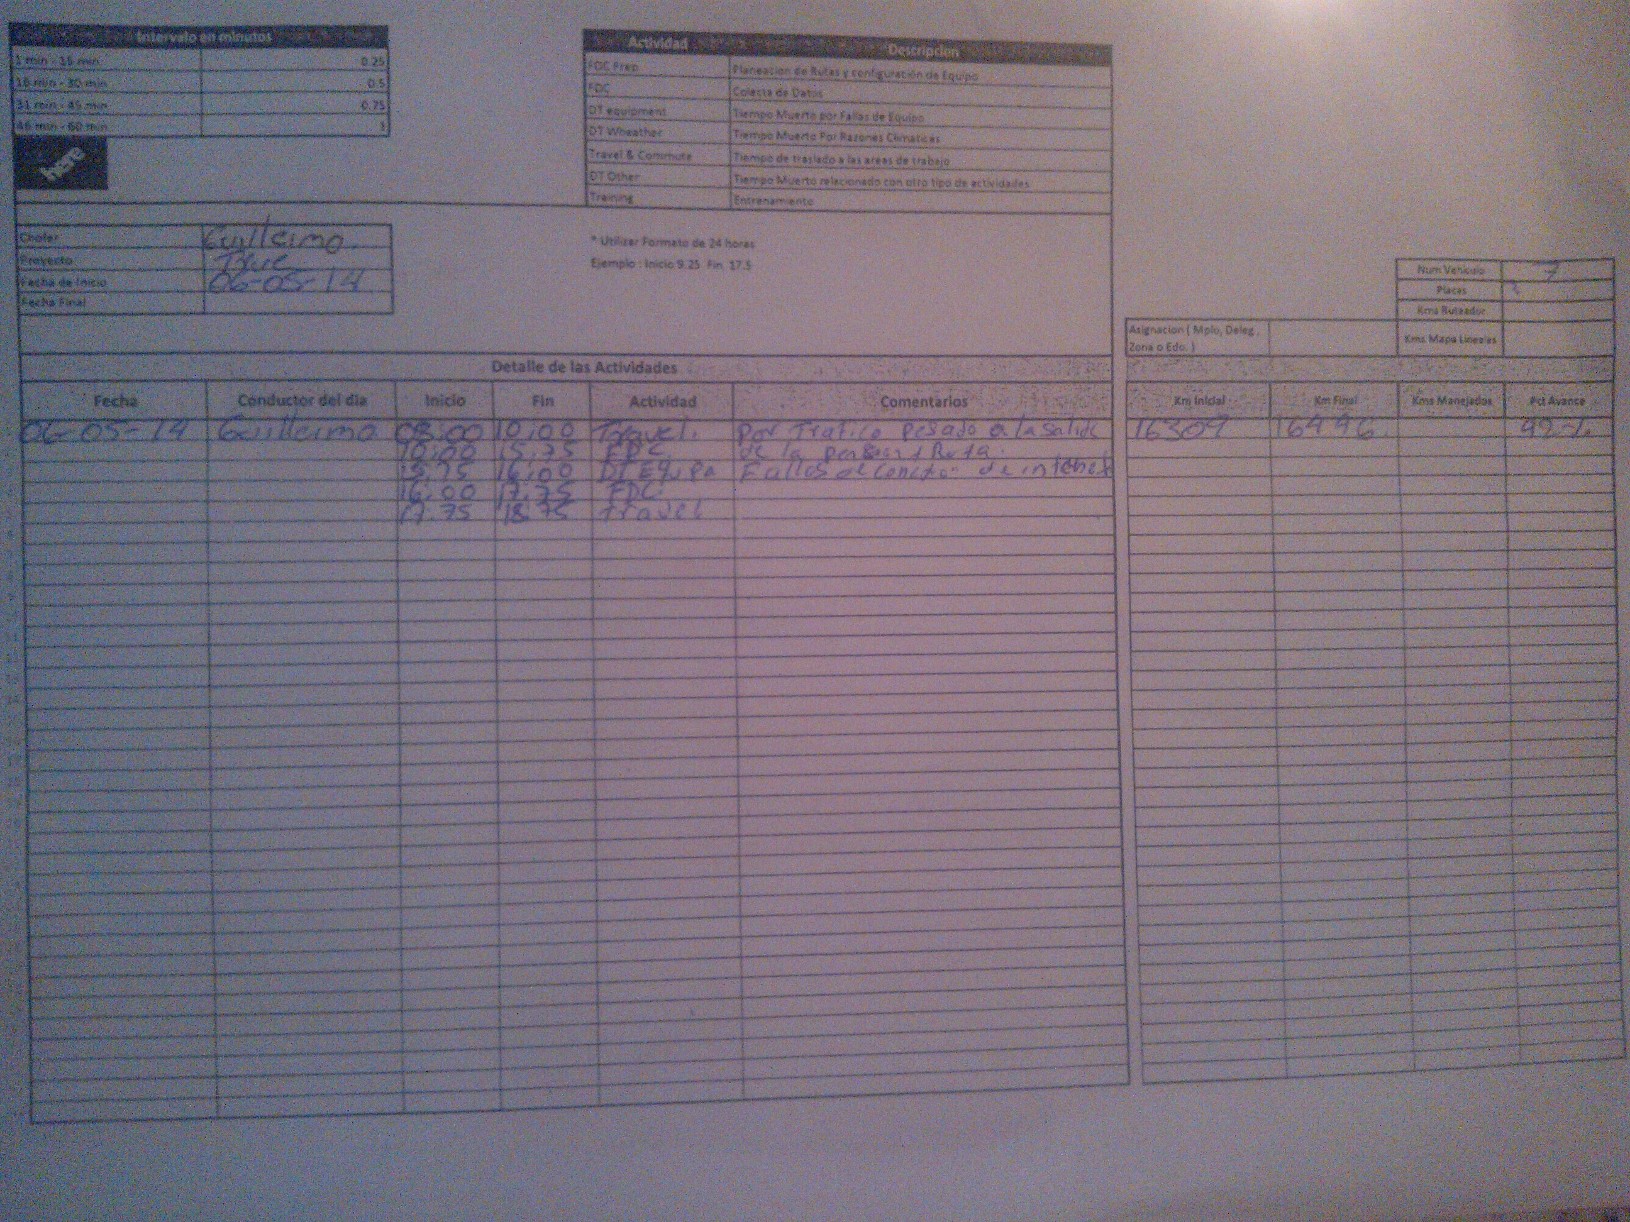 Intervalo en minutos
1 min - 15 min 0.25
16 min - 30 min 0.5
31 min - 45 min 0.75
46 min - 60 min 1
here
Actividad Descripcion
FDC Prep Planeacion de Rutas y configuración de Equipo
FDC Colecta de Datos
DT equipment Tiempo Muerto por Fallas de Equipo
DT Wheather Tiempo Muerto Por Razones Climaticas
Travel & Commute Tiempo de traslado a las areas de trabajo
DT Other Tiempo Muerto relacionado con otro tipo de actividades
Training Entrenamiento
Chofer Guillermo
Proyecto True
Fecha de Inicio 06-05-14
Fecha Final
* Utilizar Formato de 24 horas
Ejemplo : Inicio 9.25 Fin 17.5
Num Vehiculo 7
Placas
Kms Ruteador
Asignacion ( Mpio, Deleg, Zona o Edo. ) Kms Mapa Lineales
Detalle de las Actividades
Fecha Conductor del dia Inicio Fin Actividad Comentarios Km Inicial Km Final Kms Manejados Pct Avance
06-05-14 Guillermo 08:00 10:00 Travel. por Trafico pesado a la salida 16309 16496 92%
10:00 15.75 FDC de la Ruta.
15.75 16:00 DT Equipo Fallas de de internet
16:00 17.75 FDC
17.75 18.75 travel